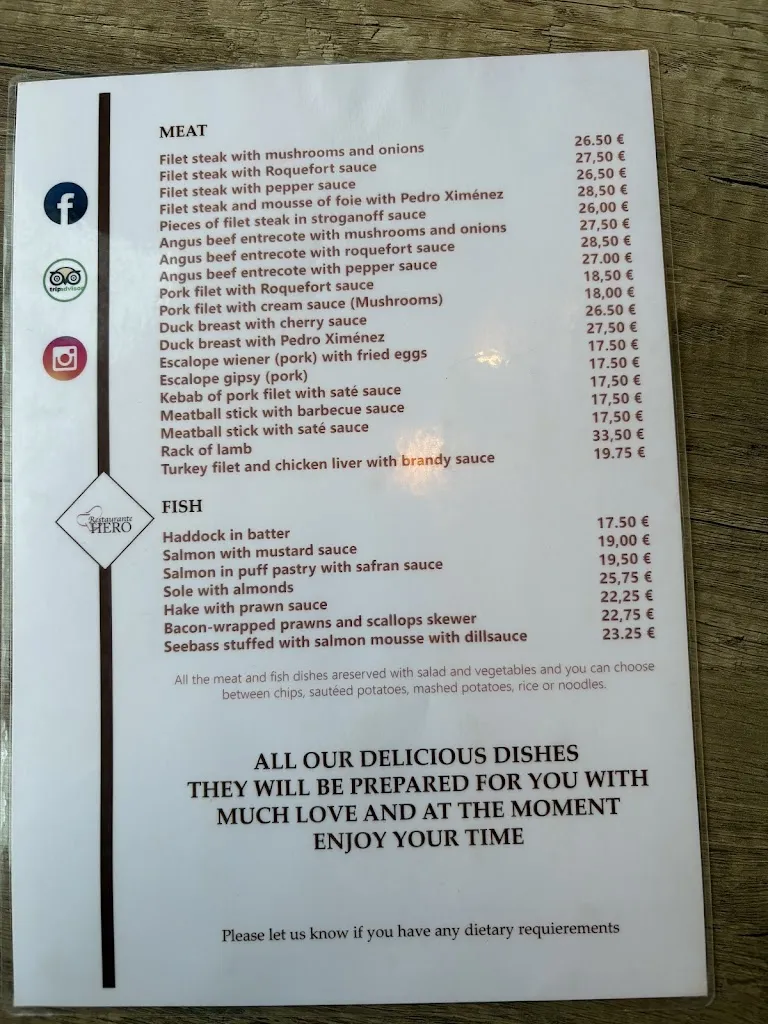 MEAT
Filet steak with mushrooms and onions 26.50 €
Filet steak with Roquefort sauce 27,50 €
Filet steak with pepper sauce 26,50 €
Filet steak and mousse of foie with Pedro Ximénez 28,50 €
Pieces of filet steak in stroganoff sauce 26,00 €
Angus beef entrecote with mushrooms and onions 27,50 €
Angus beef entrecote with roquefort sauce 28,50 €
Angus beef entrecote with pepper sauce 27.00 €
Pork filet with Roquefort sauce 18,50 €
Pork filet with cream sauce (Mushrooms) 18,00 €
Duck breast with cherry sauce 26.50 €
Duck breast with Pedro Ximénez 27,50 €
Escalope wiener (pork) with fried eggs 17.50 €
Escalope gipsy (pork) 17.50 €
Kebab of pork filet with saté sauce 17,50 €
Meatball stick with barbecue sauce 17,50 €
Meatball stick with saté sauce 17,50 €
Rack of lamb 33,50 €
Turkey filet and chicken liver with brandy sauce 19.75 €
FISH
Haddock in batter 17.50 €
Salmon with mustard sauce 19,00 €
Salmon in puff pastry with safran sauce 19,50 €
Sole with almonds 25,75 €
Hake with prawn sauce 22,25 €
Bacon-wrapped prawns and scallops skewer 22,75 €
Seebass stuffed with salmon mousse with dillsauce 23.25 €
All the meat and fish dishes areserved with salad and vegetables and you can choose
between chips, sautéed potatoes, mashed potatoes, rice or noodles.
ALL OUR DELICIOUS DISHES
THEY WILL BE PREPARED FOR YOU WITH
MUCH LOVE AND AT THE MOMENT
ENJOY YOUR TIME
Please let us know if you have any dietary requierements
tripadvisor
Restaurante
HERO